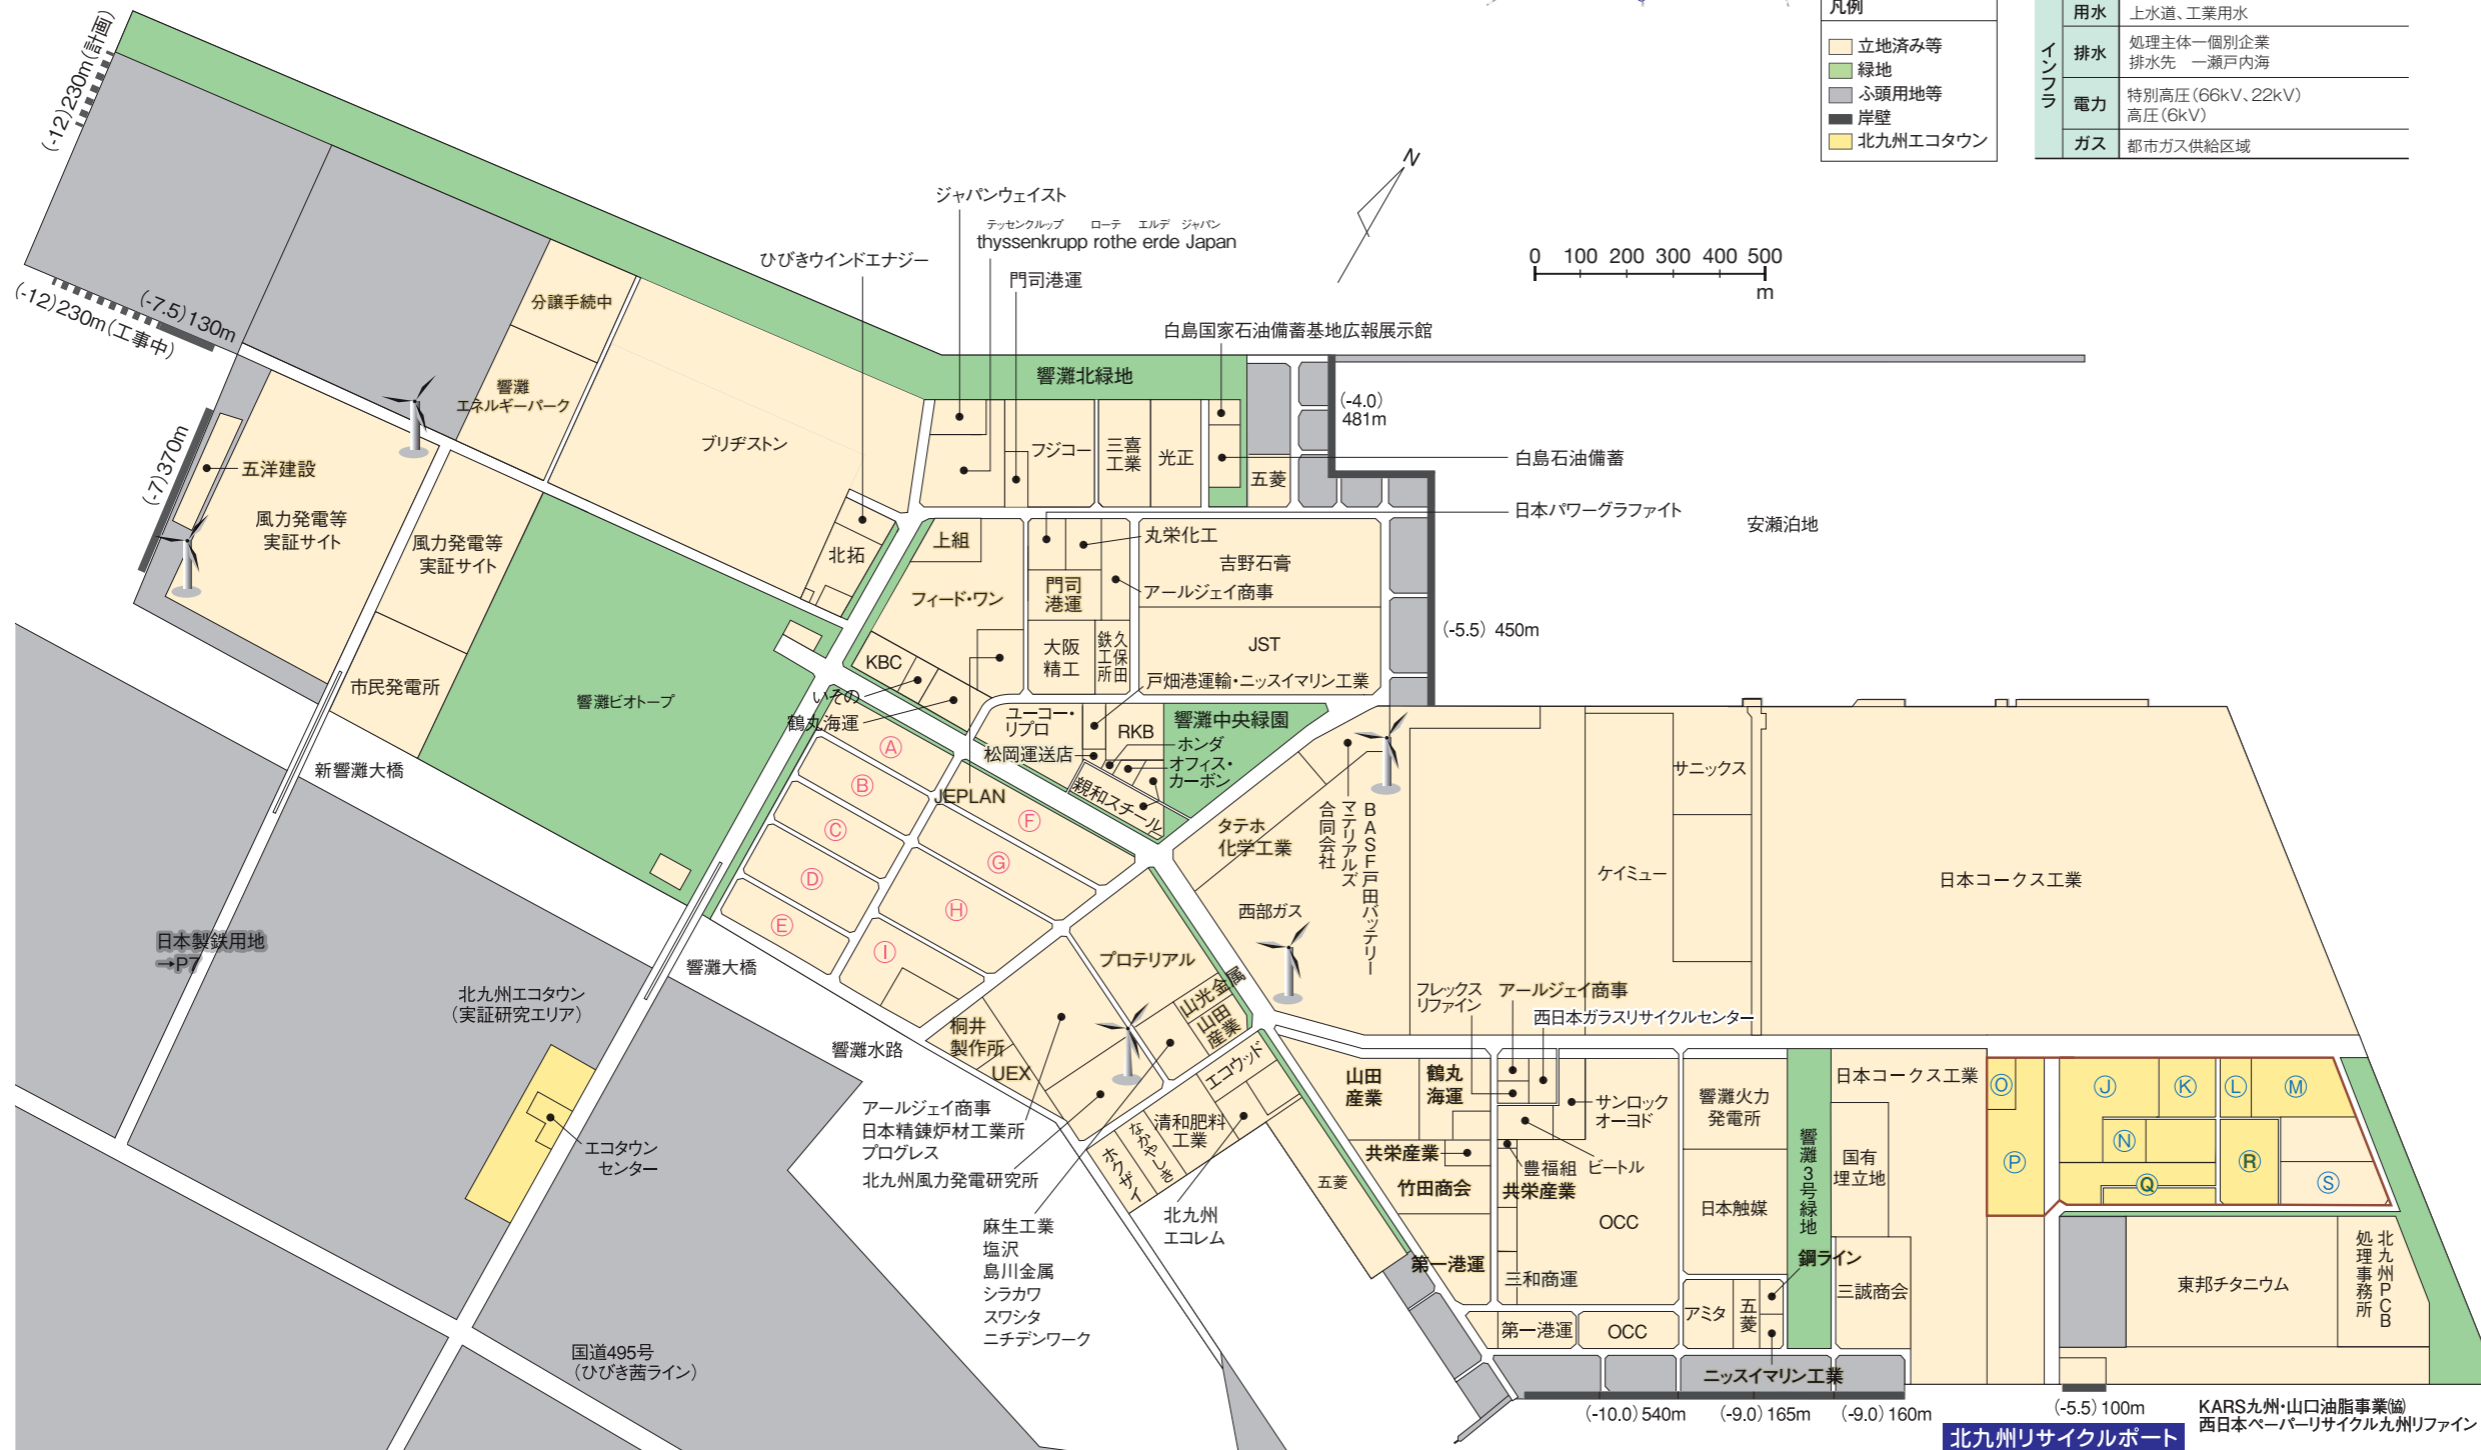 凡例
立地済み等
緑地
ふ頭用地等
岸壁
北九州エコタウン
インフラ
用水
上水道、工業用水
排水
処理主体ー個別企業
排水先　ー瀬戸内海
電力
特別高圧(66kV、22kV)
高圧(6kV)
ガス
都市ガス供給区域
N
0 100 200 300 400 500
m
(-12)230m(計画)
(-12)230m(工事中)
(-7.5)130m
(-7)370m
ジャパンウェイスト
テッセンクルップ ローテ エルデ ジャパン
thyssenkrupp rothe erde Japan
ひびきウインドエナジー
門司港運
白島国家石油備蓄基地広報展示館
分譲手続中
響灘
エネルギーパーク
響灘北緑地
(-4.0)
481m
ブリヂストン
フジコー
三喜
工業
光正
五菱
白島石油備蓄
日本パワーグラファイト
安瀬泊地
五洋建設
風力発電等
実証サイト
風力発電等
実証サイト
北拓
上組
丸栄化工
吉野石膏
アールジェイ商事
門司
港運
フィード・ワン
大阪
精工
久保田
鉄工所
JST
(-5.5) 450m
KBC
いその
鶴丸海運
戸畑港運輸・ニッスイマリン工業
市民発電所
響灘ビオトープ
ユーコー・
リプロ
RKB
響灘中央緑園
松岡運送店
ホンダ
オフィス・
カーボン
親和スチール
JEPLAN
新響灘大橋
Ⓐ
Ⓑ
Ⓒ
Ⓓ
Ⓔ
Ⓕ
Ⓖ
Ⓗ
Ⓘ
タテホ
化学工業
BASF戸田バッテリー
マテリアルズ
合同会社
サニックス
ケイミュー
日本コークス工業
西部ガス
日本製鉄用地
→P7
響灘大橋
北九州エコタウン
(実証研究エリア)
エコタウン
センター
響灘水路
プロテリアル
山光金属
山田
産業
桐井
製作所
UEX
アールジェイ商事
日本精錬炉材工業所
プログレス
北九州風力発電研究所
エコウッド
清和肥料
工業
なかやしき
ホクザイ
麻生工業
塩沢
島川金属
シラカワ
スワシタ
ニチデンワーク
北九州
エコレム
五菱
国道495号
(ひびき茜ライン)
フレックス
リファイン
アールジェイ商事
西日本ガラスリサイクルセンター
山田
産業
鶴丸
海運
サンロック
オーヨド
共栄産業
豊福組
ビートル
竹田商会
共栄産業
OCC
第一港運
三和商運
第一港運
OCC
響灘火力
発電所
日本触媒
鋼ライン
アミタ
五菱
ニッスイマリン工業
響灘3号緑地
日本コークス工業
国有
埋立地
三誠商会
Ⓞ
Ⓟ
Ⓙ
Ⓚ
Ⓛ
Ⓜ
Ⓝ
Ⓠ
Ⓡ
Ⓢ
東邦チタニウム
北九州PCB
処理事務所
(-10.0)540m
(-9.0)165m
(-9.0)160m
(-5.5)100m
北九州リサイクルポート
KARS九州・山口油脂事業㈿
西日本ペーパーリサイクル九州リファイン